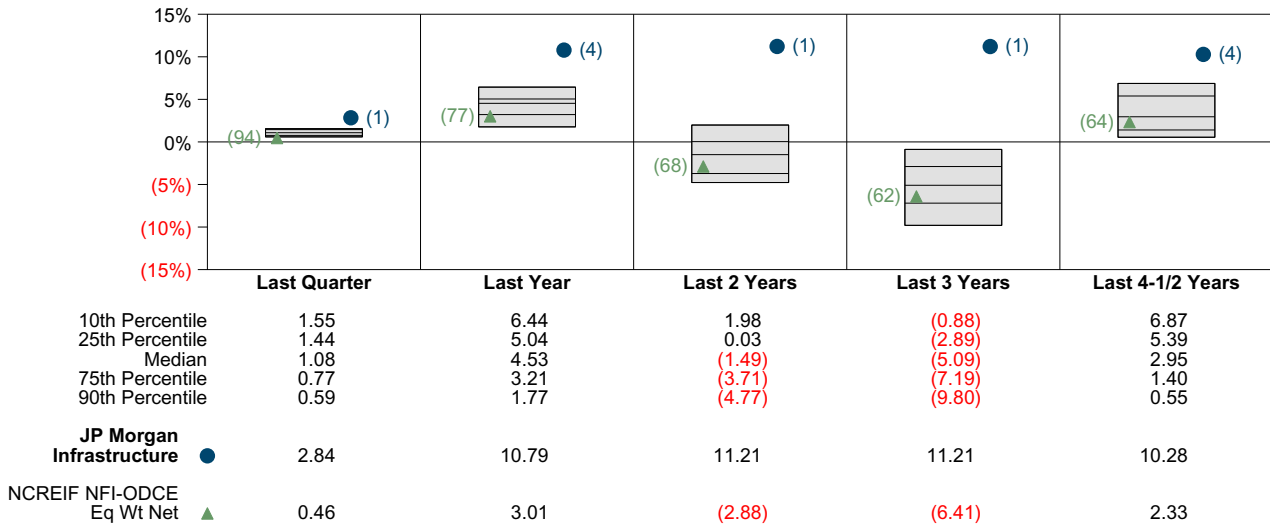 15%
10%
5%
0%
(5%)
(10%)
(15%)
(1)
(94)
(4)
(77)
(1)
(68)
(1)
(62)
(4)
(64)
Last Quarter Last Year Last 2 Years Last 3 Years Last 4-1/2 Years
10th Percentile 1.55 6.44 1.98 (0.88) 6.87
25th Percentile 1.44 5.04 0.03 (2.89) 5.39
Median 1.08 4.53 (1.49) (5.09) 2.95
75th Percentile 0.77 3.21 (3.71) (7.19) 1.40
90th Percentile 0.59 1.77 (4.77) (9.80) 0.55
JP Morgan
Infrastructure 2.84 10.79 11.21 11.21 10.28
NCREIF NFI-ODCE
Eq Wt Net 0.46 3.01 (2.88) (6.41) 2.33